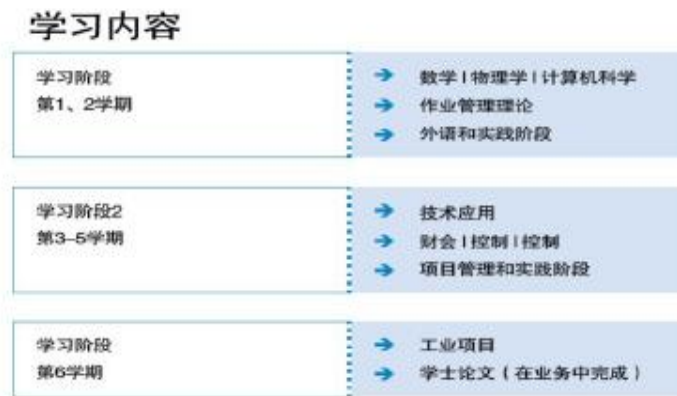 学习内容
学习阶段
第1、2学期
数学|物理学|计算机科学
作业管理理论
外语和实践阶段
学习阶段2
第3–5学期
技术应用
财会|控制|控制
项目管理和实践阶段
学习阶段
第6学期
工业项目
学士论文(在业务中完成)